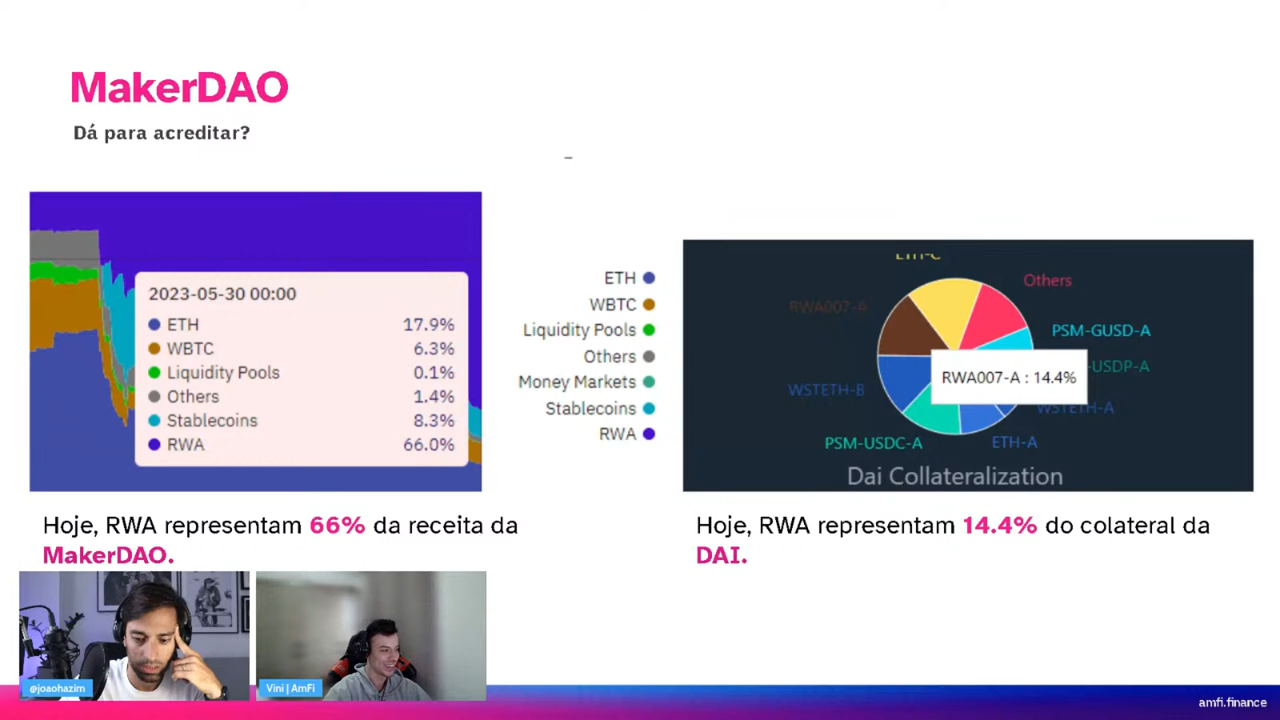 MakerDAO
Dá para acreditar?
2023-05-30 00:00
ETH 17.9%
WBTC 6.3%
Liquidity Pools 0.1%
Others 1.4%
Stablecoins 8.3%
RWA 66.0%
ETH
WBTC
Liquidity Pools
Others
Money Markets
Stablecoins
RWA
ETH-C
Others
RWA007-A
PSM-GUSD-A
USDP-A
WSTETH-B
WSTETH-A
PSM-USDC-A
ETH-A
RWA007-A : 14.4%
Dai Collateralization
Hoje, RWA representam 66% da receita da
MakerDAO.
Hoje, RWA representam 14.4% do colateral da
DAI.
@joaohazim
Vini | AmFi
amfi.finance